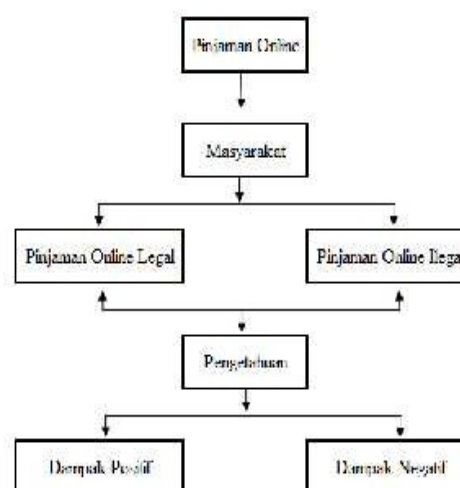 Pinjaman Online
Masyarakat
Pinjaman Online Legal
Pinjaman Online Ilegal
Pengetahuan
Dampak Positif
Dampak Negatif